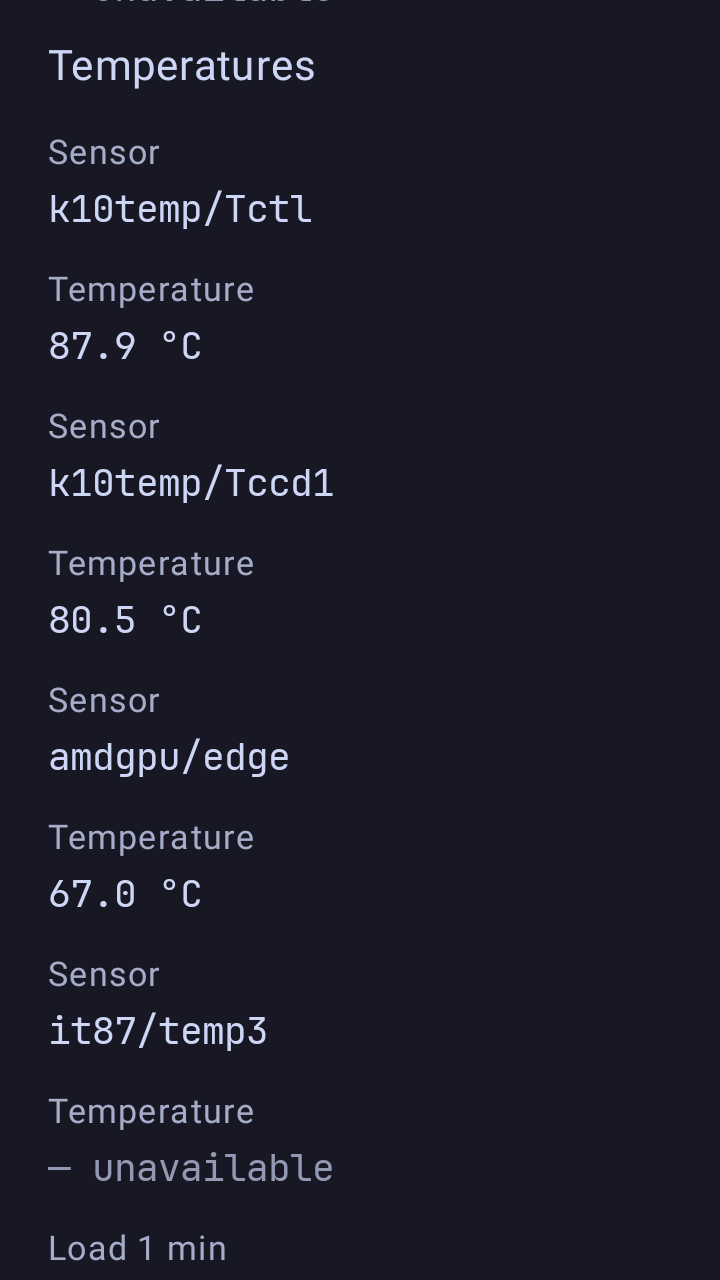 Temperatures
Sensor
k10temp/Tctl
Temperature
87.9 °C
Sensor
k10temp/Tccd1
Temperature
80.5 °C
Sensor
amdgpu/edge
Temperature
67.0 °C
Sensor
it87/temp3
Temperature
— unavailable
Load 1 min